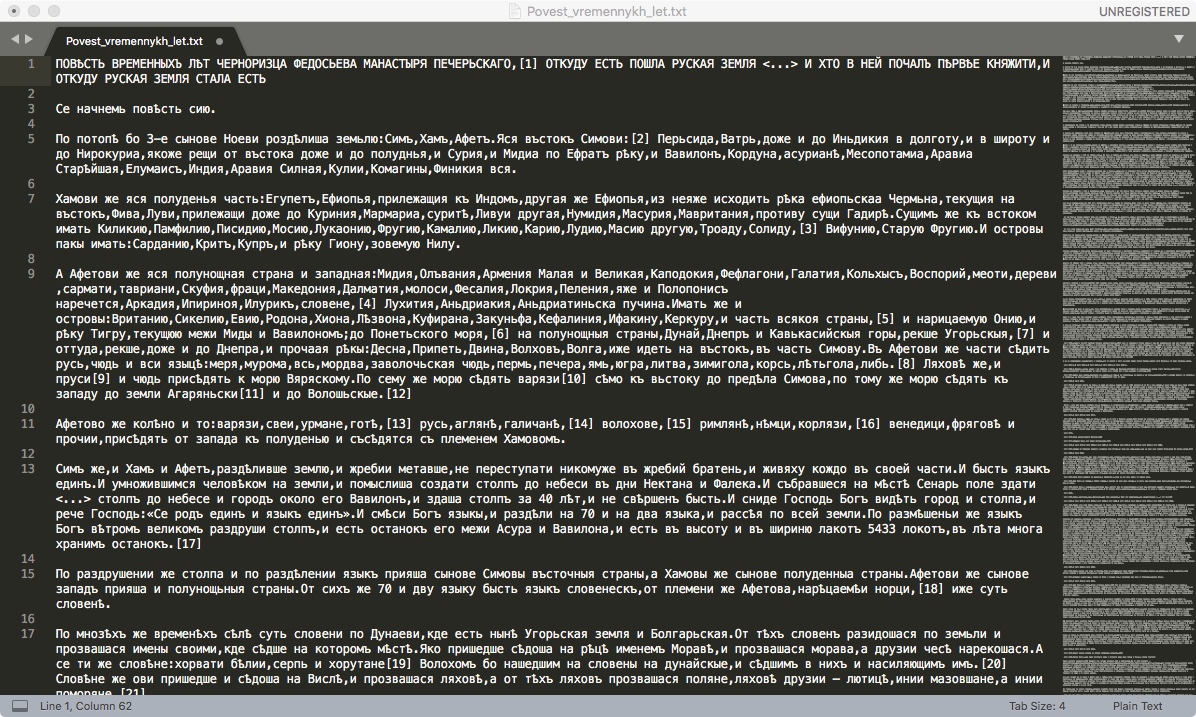 Povest_vremennykh_let.txt
UNREGISTERED
Povest_vremennykh_let.txt
1 ПОВѢСТЬ ВРЕМЕННЫХЪ ЛѢТ ЧЕРНОРИЗЦА ФЕДОСЬЕВА МАНАСТЫРЯ ПЕЧЕРЬСКАГО,[1] ОТКУДУ ЕСТЬ ПОШЛА РУСКАЯ ЗЕМЛЯ <...> И ХТО В НЕЙ ПОЧАЛЪ ПѢРВѢЕ КНЯЖИТИ,И
ОТКУДУ РУСКАЯ ЗЕМЛЯ СТАЛА ЕСТЬ
2
3 Се начнемь повѣсть сию.
4
5 По потопѣ бо 3-е сынове Ноеви роздѣлиша землю:Симъ,Хамъ,Афетъ.Яся въстокъ Симови:[2] Перьсида,Ватрь,доже и до Иньдикия в долготу,и в широту и
до Нирокуриа,якоже рещи от въстока доже и до полуднья,и Сурия,и Мидиа по Ефратъ рѣку,и Вавилонъ,Кордуна,асурианѣ,Месопотамиа,Аравиа
Старѣйшая,Елумаисъ,Индия,Аравия Силная,Кулии,Комагины,Финикия вся.
6
7 Хамови же яся полуденья часть:Егупетъ,Ефиопья,прилежащия къ Индомъ,другая же Ефиопья,из неяже исходить рѣка ефиопьскаа Чермьна,текущия на
въстокъ,Фива,Луви,прилежащи доже до Куриния,Мармариа,суритѣ,Ливуи другая,Нумидия,Масурия,Мавритания,противу сущи Гадирѣ.Сущимъ же къ встоком
имать Киликию,Памфилию,Писидию,Мосию,Луканию,Фругию,Камалию,Ликию,Карию,Лудию,Масию другую,Троаду,Солиду,[3] Вифунию,Старую Фругию.И островы
пакы имать:Сарданию,Критъ,Купръ,и рѣку Гиону,зовемую Нилу.
8
9 А Афетови же яся полунощная страна и западная:Мидия,Олъвания,Армения Малая и Великая,Каподокия,Фефлагони,Галатия,Кольхысъ,Воспорий,меоти,дереви
,сармати,тавриани,Скуфия,фраци,Македония,Далматия,молоси,Фесалия,Локрия,Пеления,яже и Полопонисъ
наречется,Аркадия,Ипириноя,Илурикъ,словене,[4] Лухития,Аньдриакия,Аньдриатиньска пучина.Имать же и
островы:Вританию,Сикелию,Евию,Родона,Хиона,Лѣзвона,Куфирана,Закуньфа,Кефалиния,Ифакину,Керкуру,и часть всякоя страны,[5] и нарицаемую Онию,и
рѣку Тигру,текущюю межи Миды и Вавилономъ;до Понетьского моря,[6] на полунощныя страны,Дунай,Днепръ и Кавькасийскыя горы,рекше Угорьскыя,[7] и
оттуда,рекше,доже и до Днепра,и прочаая рѣкы:Десна,Припеть,Двина,Волховъ,Волга,иже идеть на въстокъ,въ часть Симову.Въ Афетови же части сѣдить
русь,чюдь и вси языцѣ:меря,мурома,всь,мордва,заволочьская чюдь,пермь,печера,ямь,югра,литва,зимигола,корсь,лѣтьгола,либь.[8] Ляховѣ же,и
пруси[9] и чюдь присѣдять к морю Вяряскому.По сему же морю сѣдять варязи[10] сѣмо къ въстоку до предѣла Симова,по тому же морю сѣдять къ
западу до земли Агаряньски[11] и до Волошьскые.[12]
10
11 Афетово же колѣно и то:варязи,свеи,урмане,готѣ,[13] русь,аглянѣ,галичанѣ,[14] волохове,[15] римлянѣ,нѣмци,корлязи,[16] венедици,фряговѣ и
прочии,присѣдять от запада къ полуденью и съсѣдятся съ племенем Хамовомъ.
12
13 Симъ же,и Хамъ и Афетъ,раздѣливше землю,и жребии метавше,не переступати никомуже въ жребий братень,и живяху кождо въ своей части.И бысть языкъ
единъ.И умножившимся человѣком на земли,и помыслиша создати столпъ до небеси въ дни Нектана и Фалека.И събравшеся на мѣстѣ Сенарь поле здати
<...> столпъ до небесе и городъ около его Вавилонъ,и здаша столпъ за 40 лѣт,и не свѣршенъ бысть.И сниде Господь Богъ видѣть город и столпа,и
рече Господь:«Се родъ единъ и языкъ единъ».И смѣси Богъ языкы,и раздѣли на 70 и на два языка,и рассѣя по всей земли.По размѣшеньи же языкъ
Богъ вѣтромъ великомъ раздруши столпъ,и есть останокъ его межи Асура и Вавилона,и есть въ высоту и въ ширину лакотъ 5433 локотъ,въ лѣта многа
хранимъ останокъ.[17]
14
15 По раздрушении же столпа и по раздѣлении языкъ прияша сынове Симовы въсточныя страны,а Хамовы же сынове полуденьныа страны.Афетови же сынове
западъ прияша и полунощьныя страны.От сихъ же 70 и дву языку бысть языкъ словенескъ,от племени же Афетова,нарѣцаемѣи норци,[18] иже суть
словенѣ.
16
17 По мнозѣхъ же временѣхъ сѣлѣ суть словени по Дунаеви,кде есть нынѣ Угорьская земля и Болгарьская.От тѣхъ словенъ разидошася по земьли и
прозвашася имены своими,кде сѣдше на которомъ мѣстѣ.Яко пришедше сѣдоша на рѣцѣ именемъ Моравѣ,и прозвашася морава,а друзии чесѣ нарекошася.А
се ти же словѣне:хорвати бѣлии,серпь и хорутане[19] Волохомъ бо нашедшим на словены на дунайскые,и сѣдшимъ в нихъ и насиляющимъ имъ.[20]
Словѣне же ови пришедше и сѣдоша на Вислѣ,и прозвашася ляховѣ,а от тѣхъ ляховъ прозвашася поляне,ляховѣ друзии — лютицѣ,инии мазовшане,а инии
поморяне.[21]
Line 1, Column 62
Tab Size: 4
Plain Text